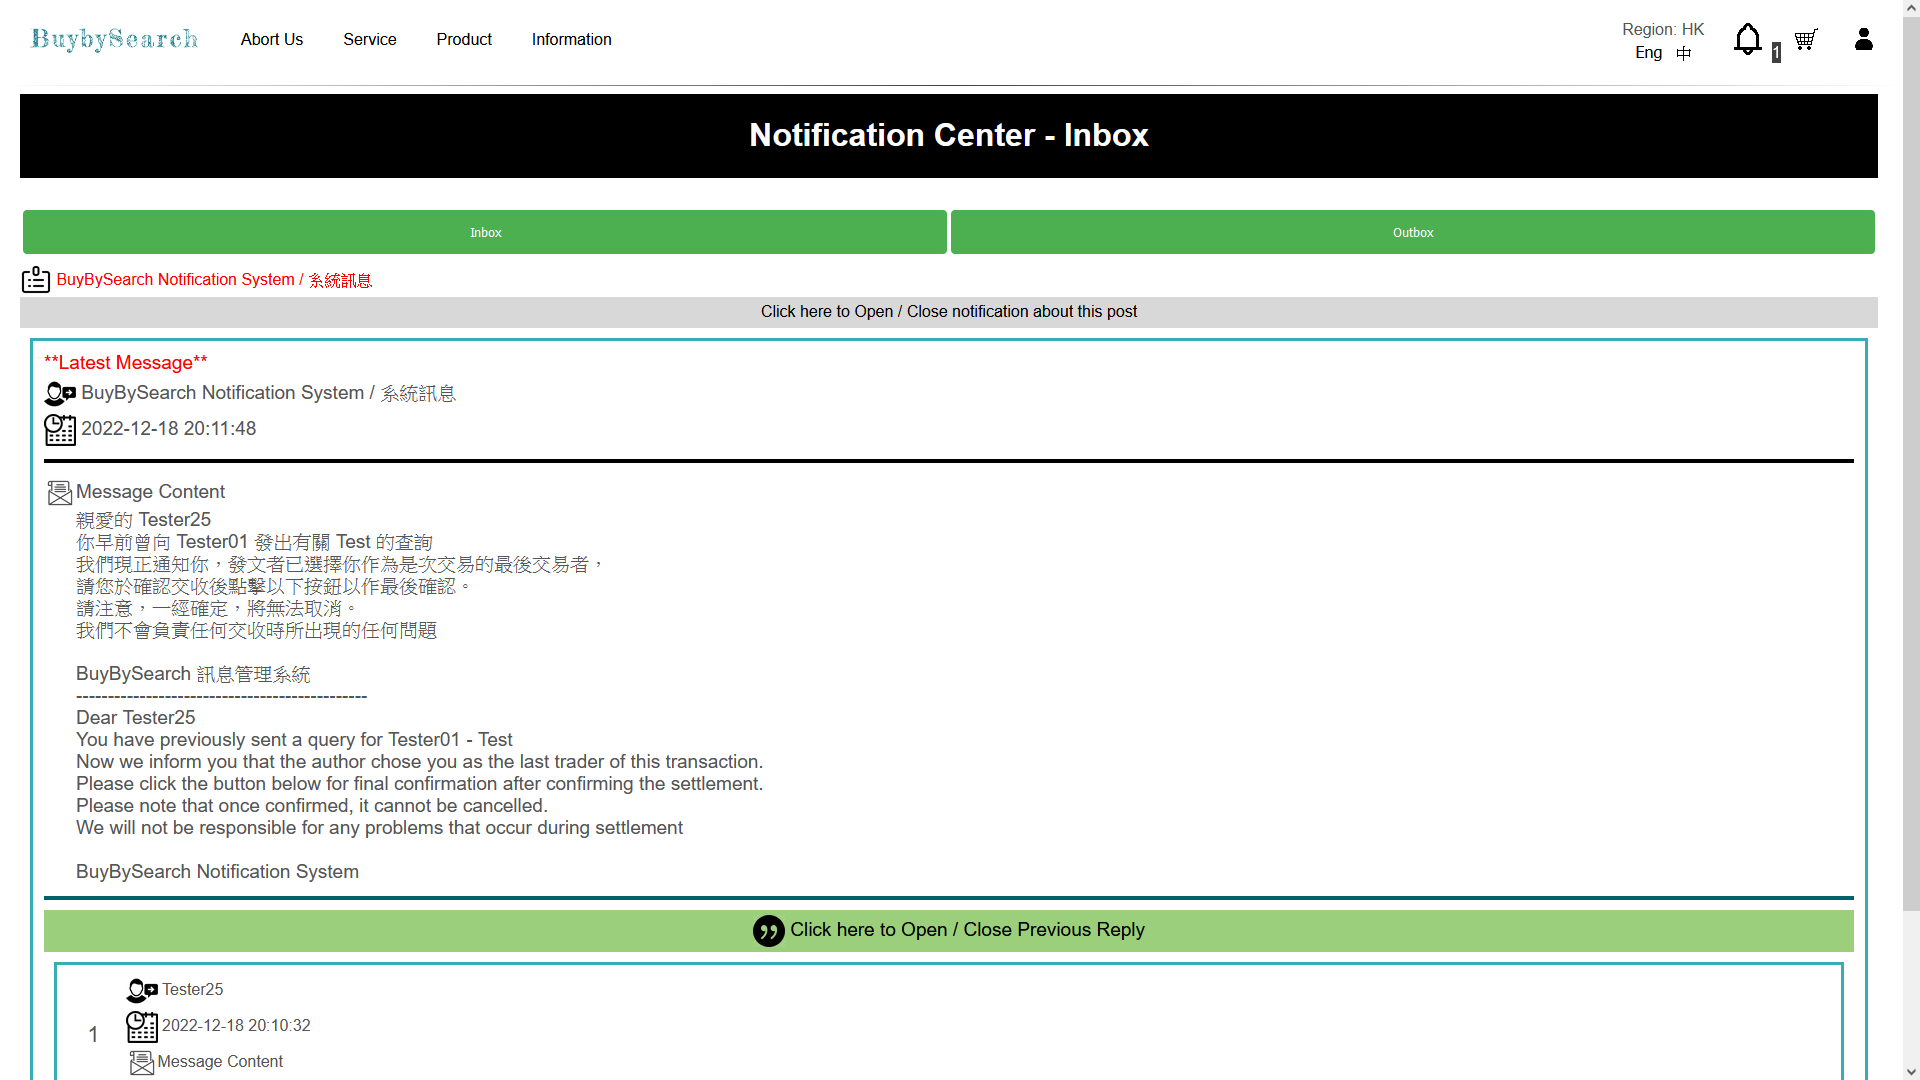 BuybySearch
Abort Us
Service
Product
Information
Region: HK
Eng 中
1
Notification Center - Inbox
Inbox
Outbox
BuyBySearch Notification System / 系統訊息
Click here to Open / Close notification about this post
**Latest Message**
BuyBySearch Notification System / 系統訊息
2022-12-18 20:11:48
Message Content
親愛的 Tester25
你早前曾向 Tester01 發出有關 Test 的查詢
我們現正通知你，發文者已選擇你作為是次交易的最後交易者，
請您於確認交收後點擊以下按鈕以作最後確認。
請注意，一經確定，將無法取消。
我們不會負責任何交收時所出現的任何問題
BuyBySearch 訊息管理系統
----------------------------------------------
Dear Tester25
You have previously sent a query for Tester01 - Test
Now we inform you that the author chose you as the last trader of this transaction.
Please click the button below for final confirmation after confirming the settlement.
Please note that once confirmed, it cannot be cancelled.
We will not be responsible for any problems that occur during settlement
BuyBySearch Notification System
Click here to Open / Close Previous Reply
Tester25
1
2022-12-18 20:10:32
Message Content